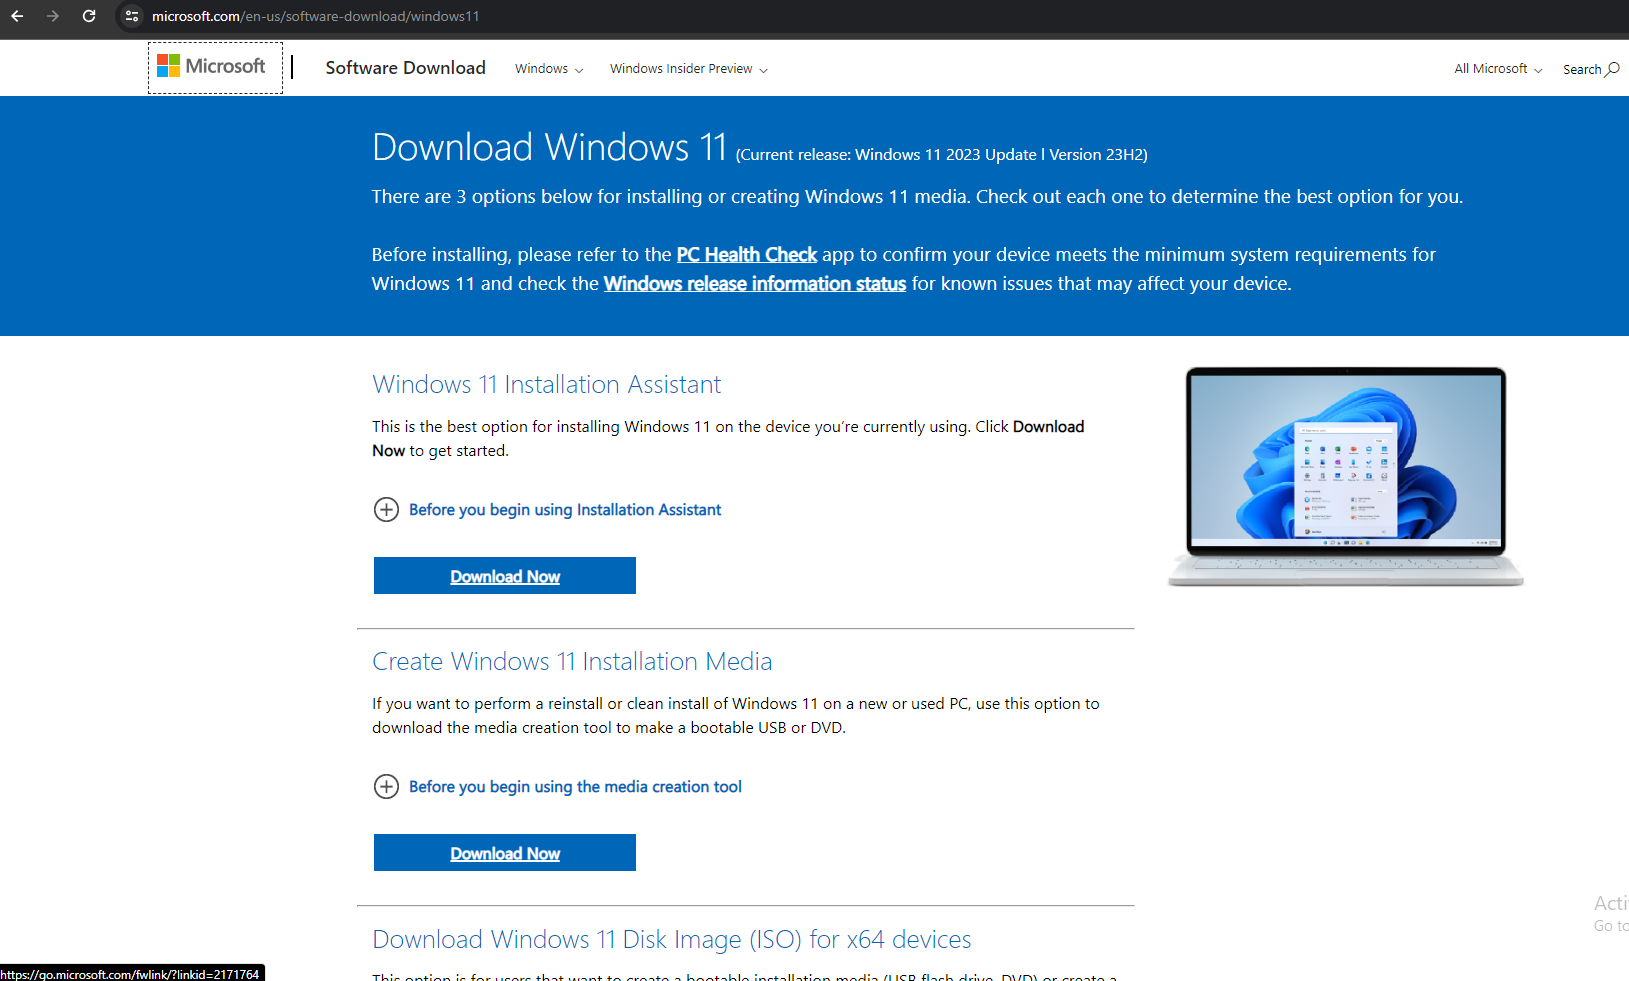 microsoft.com/en-us/software-download/windows11
Microsoft
Software Download
Windows
Windows Insider Preview
All Microsoft
Search
Download Windows 11 (Current release: Windows 11 2023 Update l Version 23H2)
There are 3 options below for installing or creating Windows 11 media. Check out each one to determine the best option for you.
Before installing, please refer to the PC Health Check app to confirm your device meets the minimum system requirements for
Windows 11 and check the Windows release information status for known issues that may affect your device.
Windows 11 Installation Assistant
This is the best option for installing Windows 11 on the device you're currently using. Click Download
Now to get started.
Before you begin using Installation Assistant
Download Now
Create Windows 11 Installation Media
If you want to perform a reinstall or clean install of Windows 11 on a new or used PC, use this option to
download the media creation tool to make a bootable USB or DVD.
Before you begin using the media creation tool
Download Now
Acti
Go to
Download Windows 11 Disk Image (ISO) for x64 devices
This option is for users that want to create a bootable installation media (USB flash drive, DVD) or create a
https://go.microsoft.com/fwlink/?linkid=2171764